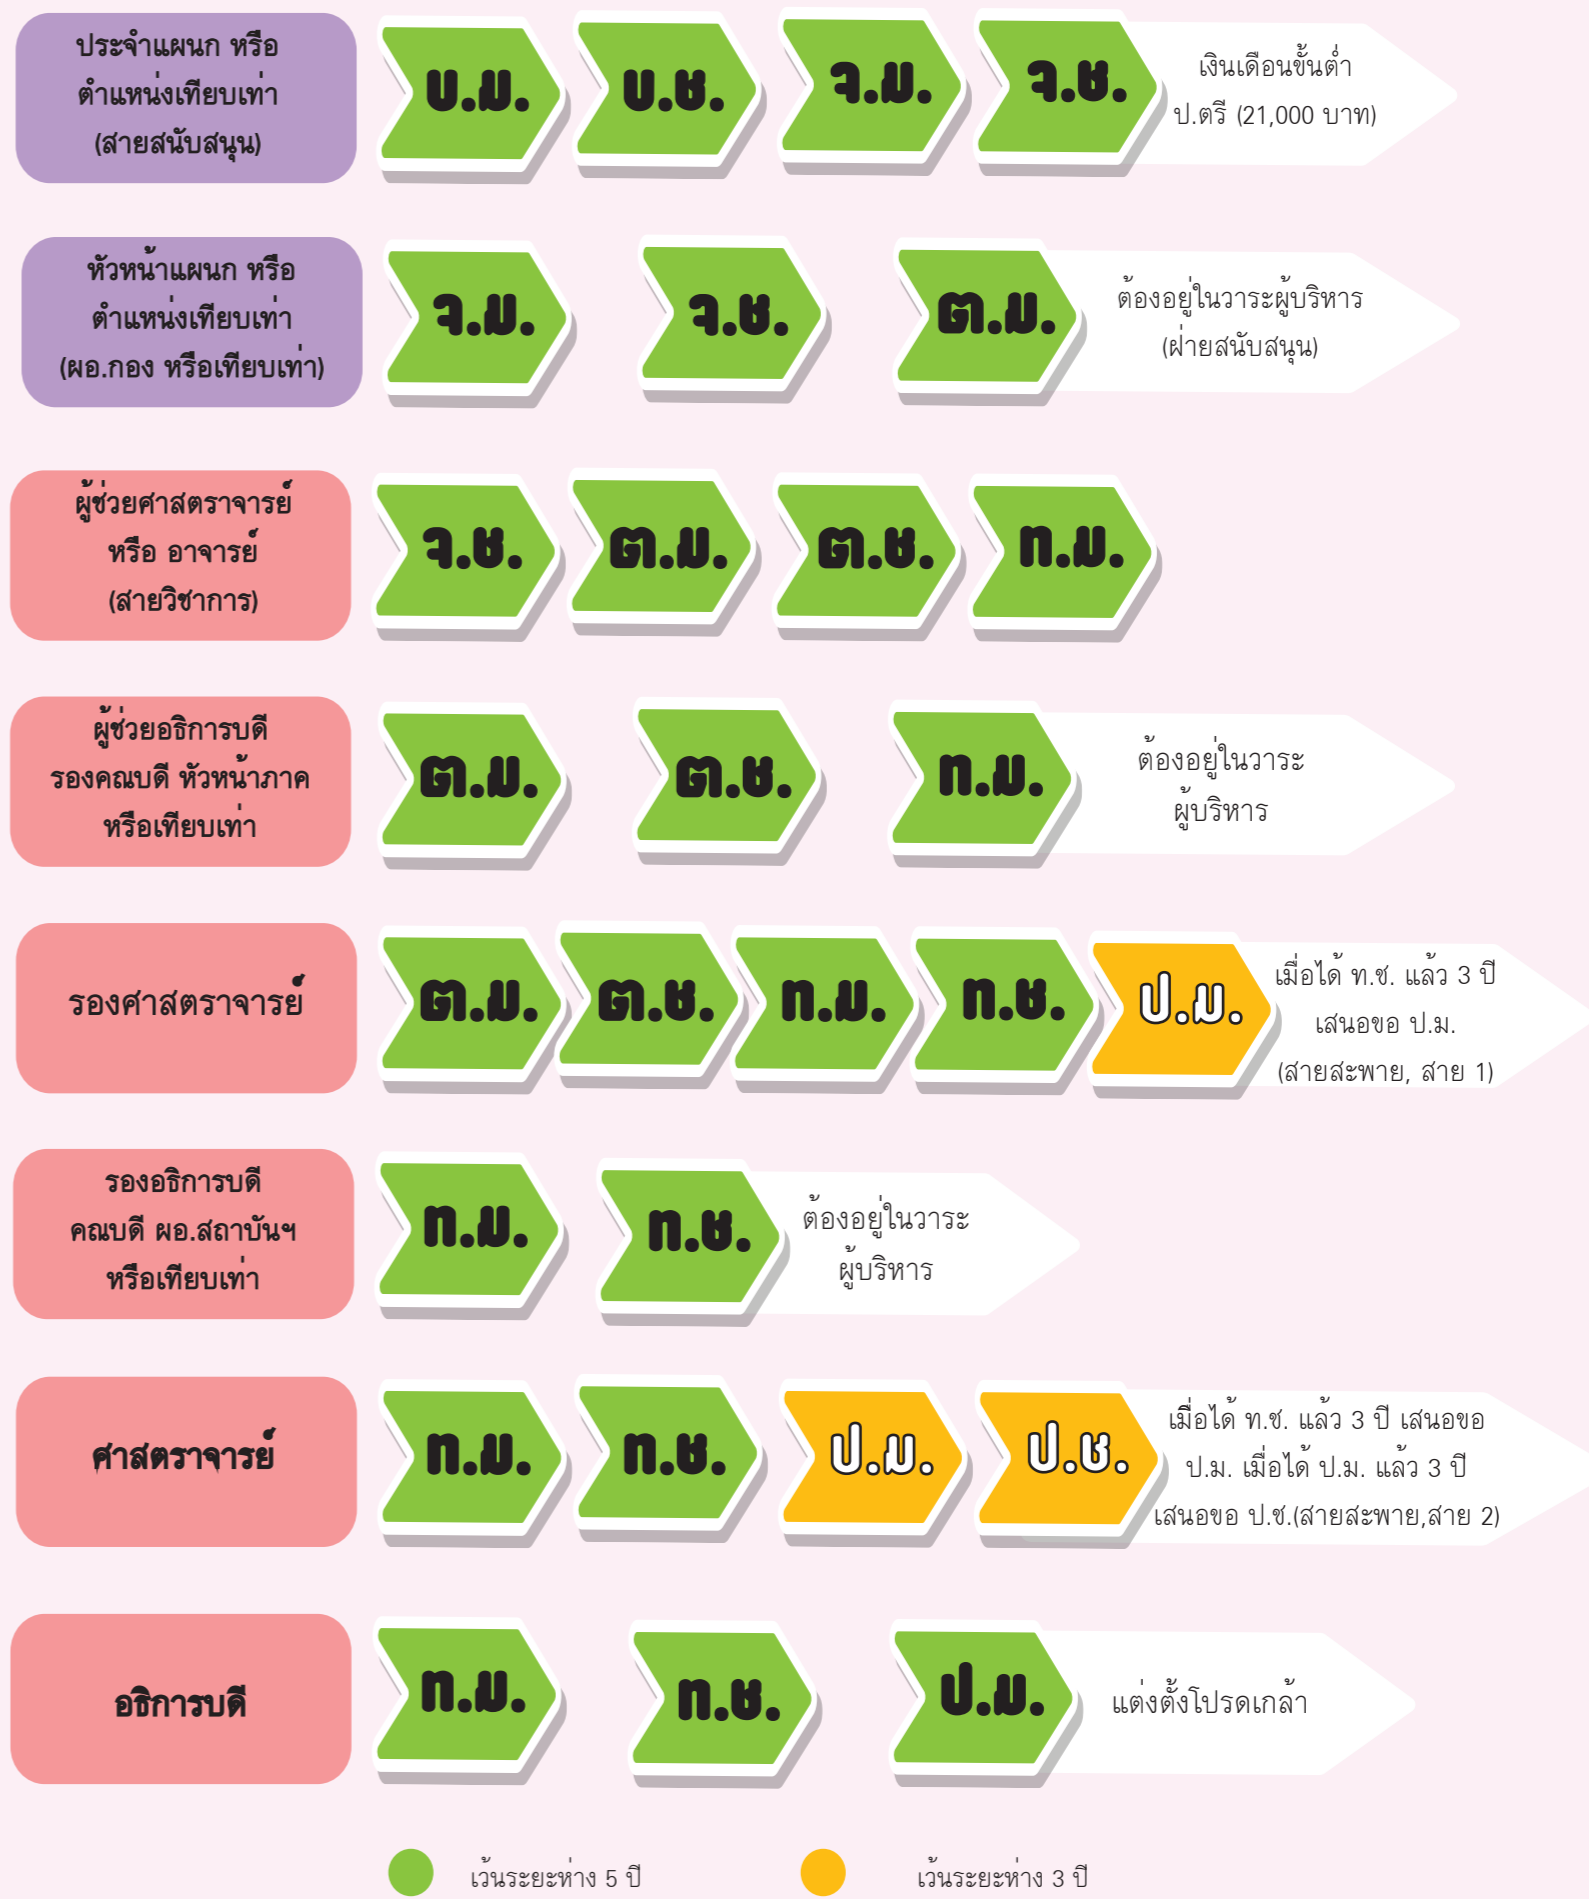 ประจำแผนก หรือ
ตำแหน่งเทียบเท่า
(สายสนับสนุน)
บ.ม.
บ.ช.
จ.ม.
จ.ช.
เงินเดือนขั้นต่ำ
ป.ตรี (21,000 บาท)
หัวหน้าแผนก หรือ
ตำแหน่งเทียบเท่า
(ผอ.กอง หรือเทียบเท่า)
จ.ม.
จ.ช.
ต.ม.
ต้องอยู่ในวาระผู้บริหาร
(ฝ่ายสนับสนุน)
ผู้ช่วยศาสตราจารย์
หรือ อาจารย์
(สายวิชาการ)
จ.ช.
ต.ม.
ต.ช.
ท.ม.
ผู้ช่วยอธิการบดี
รองคณบดี หัวหน้าภาค
หรือเทียบเท่า
ต.ม.
ต.ช.
ท.ม.
ต้องอยู่ในวาระ
ผู้บริหาร
รองศาสตราจารย์
ต.ม.
ต.ช.
ท.ม.
ท.ช.
ป.ม.
เมื่อได้ ท.ช. แล้ว 3 ปี
เสนอขอ ป.ม.
(สายสะพาย, สาย 1)
รองอธิการบดี
คณบดี ผอ.สถาบันฯ
หรือเทียบเท่า
ท.ม.
ท.ช.
ต้องอยู่ในวาระ
ผู้บริหาร
ศาสตราจารย์
ท.ม.
ท.ช.
ป.ม.
ป.ช.
เมื่อได้ ท.ช. แล้ว 3 ปี เสนอขอ
ป.ม. เมื่อได้ ป.ม. แล้ว 3 ปี
เสนอขอ ป.ช.(สายสะพาย,สาย 2)
อธิการบดี
ท.ม.
ท.ช.
ป.ม.
แต่งตั้งโปรดเกล้า
เว้นระยะห่าง 5 ปี
เว้นระยะห่าง 3 ปี